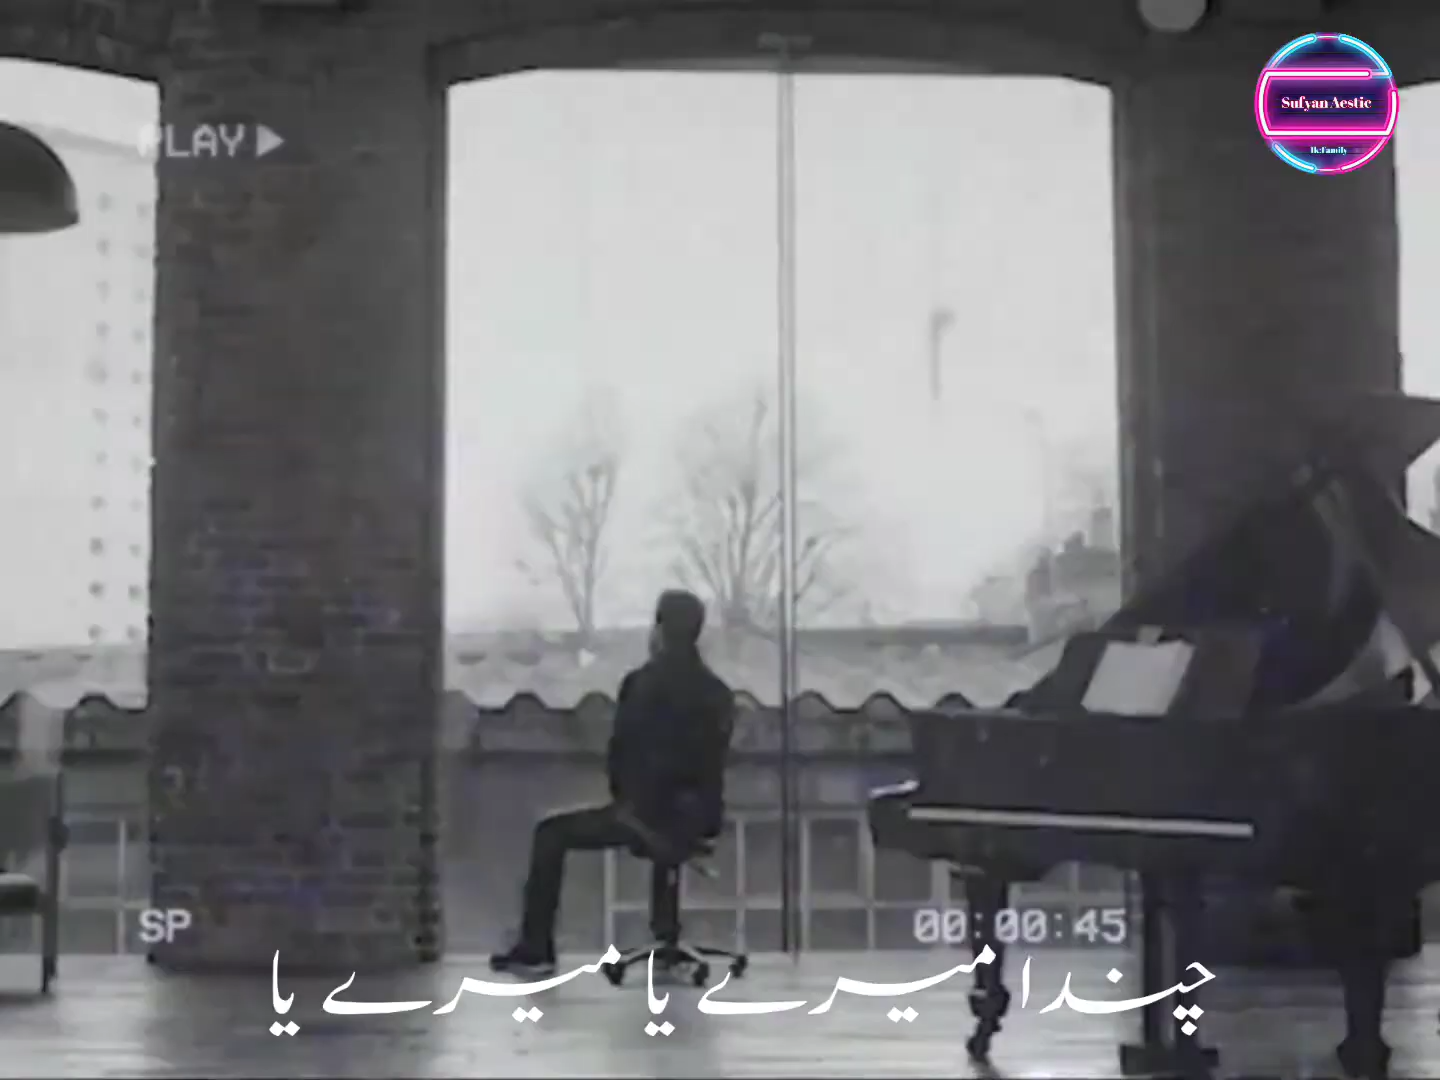 Sufyan Aestic
PLAY
SP
00:00:45
چندا میرے یا میرے یا